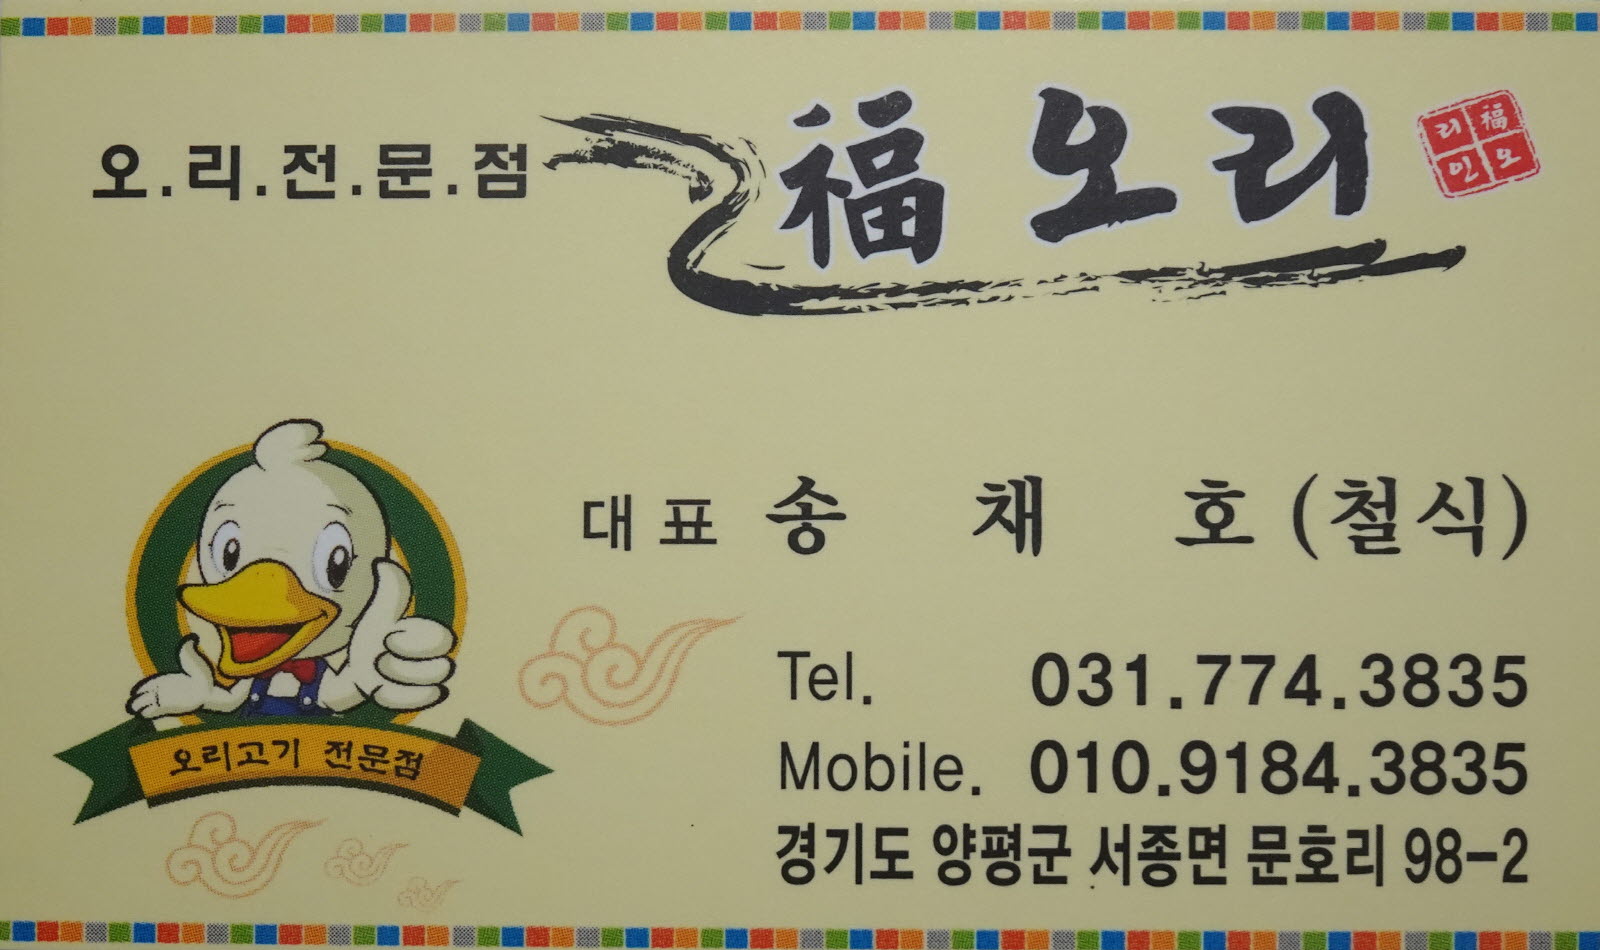 오.리.전.문.점
福 오리
리福
인오
대표 송 채 호(철식)
Tel. 031.774.3835
Mobile. 010.9184.3835
경기도 양평군 서종면 문호리 98-2
오리고기 전문점